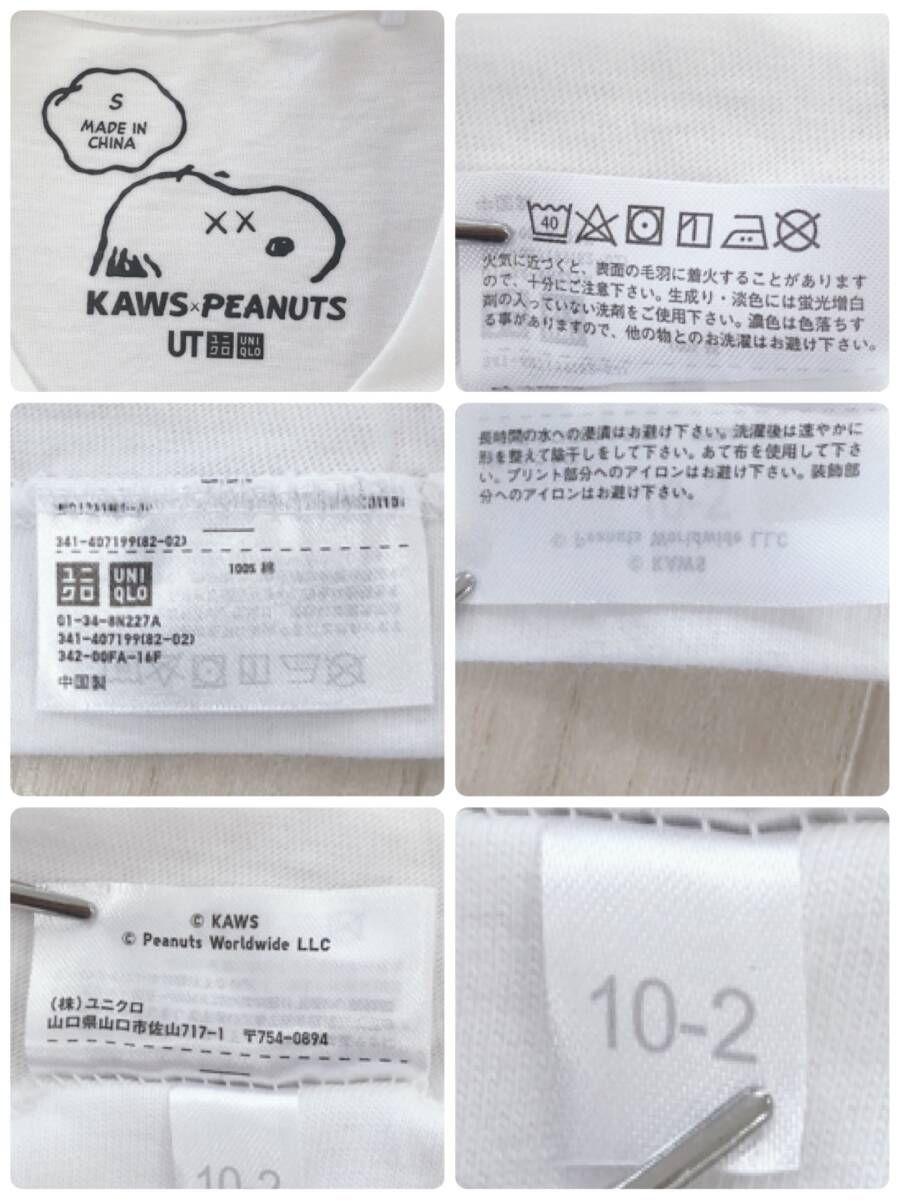 S
MADE IN
CHINA
KAWS×PEANUTS
UT ユニクロ UNIQLO
40
火気に近づくと、表面の毛羽に着火することがあります
ので、十分にご注意下さい。生成り・淡色には蛍光増白
剤の入っていない洗剤をご使用下さい。濃色は色落ちす
る事がありますので、他の物とのお洗濯はお避け下さい。
341-407199(82-02)
100% 綿
ユニクロ UNIQLO
01-34-8N227A
341-407199(82-02)
342-00FA-16F
中国製
長時間の水への浸漬はお避け下さい。洗濯後は速やかに
形を整えて陰干しをして下さい。あて布を使用して下さ
い。プリント部分へのアイロンはお避け下さい。装飾部
分へのアイロンはお避け下さい。
© Peanuts Worldwide LLC
© KAWS
© KAWS
© Peanuts Worldwide LLC
(株)ユニクロ
山口県山口市佐山717-1 〒754-0894
10-2
10-2